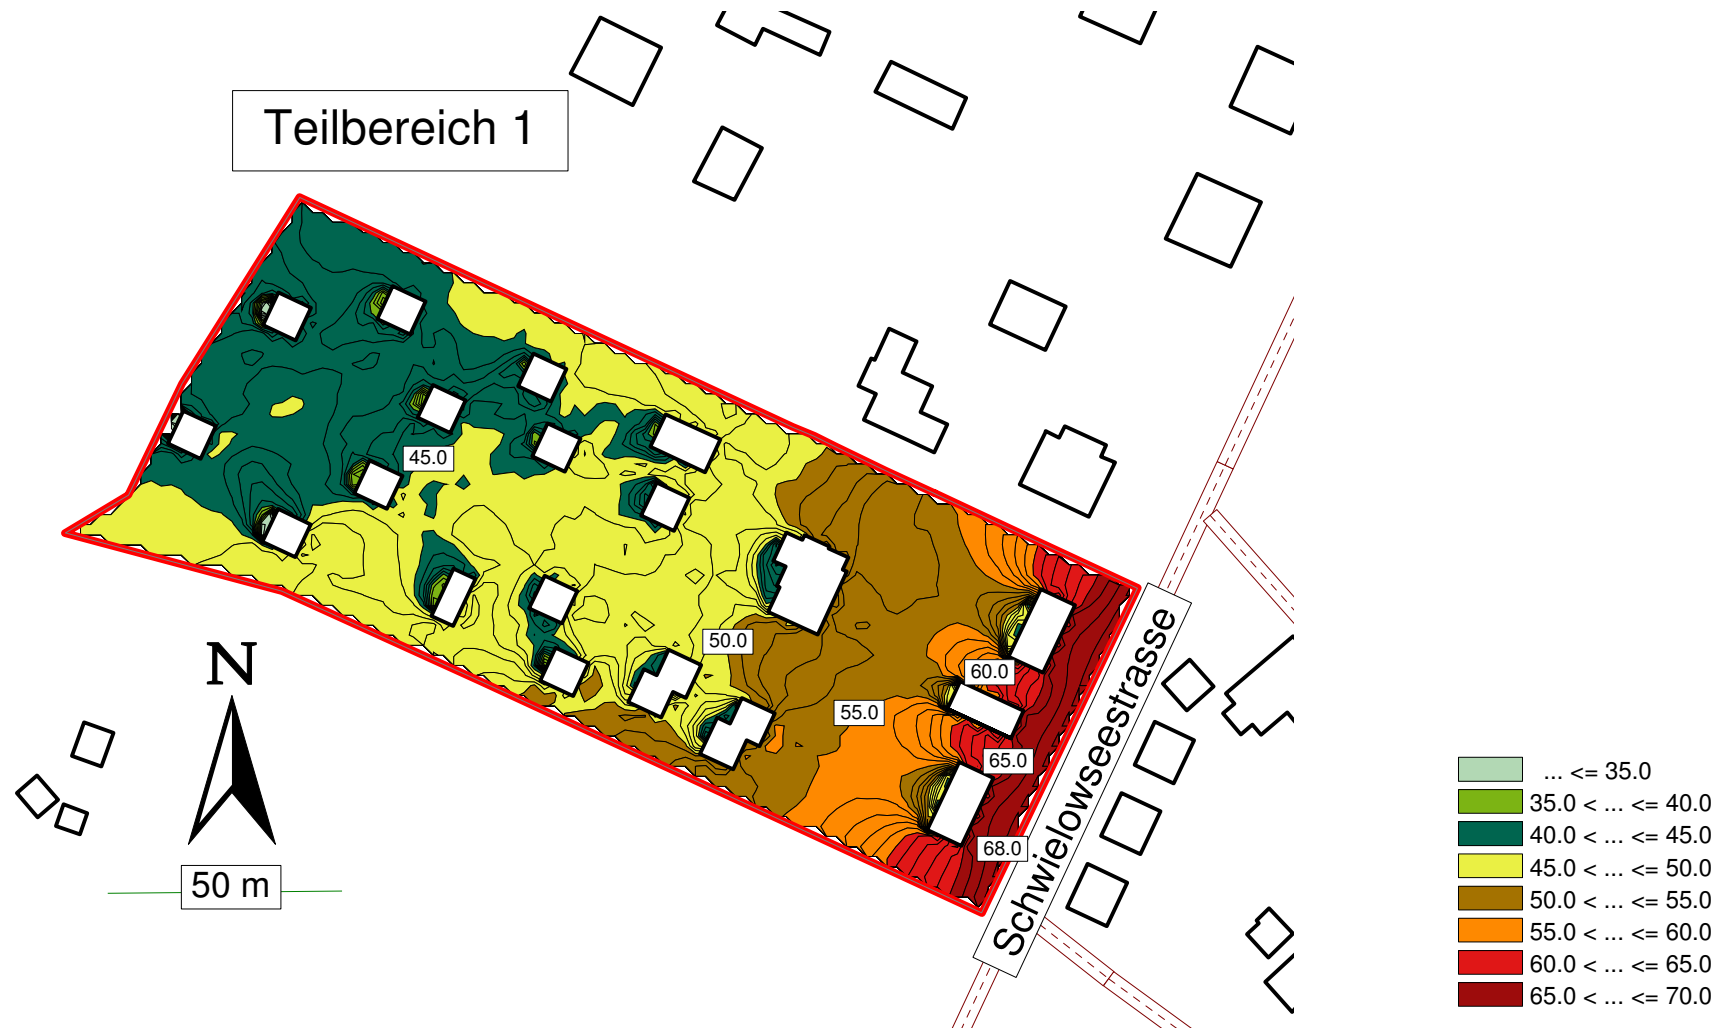 Teilbereich 1
45.0
50.0
60.0
55.0
65.0
68.0
Schwielowseestrasse
N
50 m
... <= 35.0
35.0 < ... <= 40.0
40.0 < ... <= 45.0
45.0 < ... <= 50.0
50.0 < ... <= 55.0
55.0 < ... <= 60.0
60.0 < ... <= 65.0
65.0 < ... <= 70.0